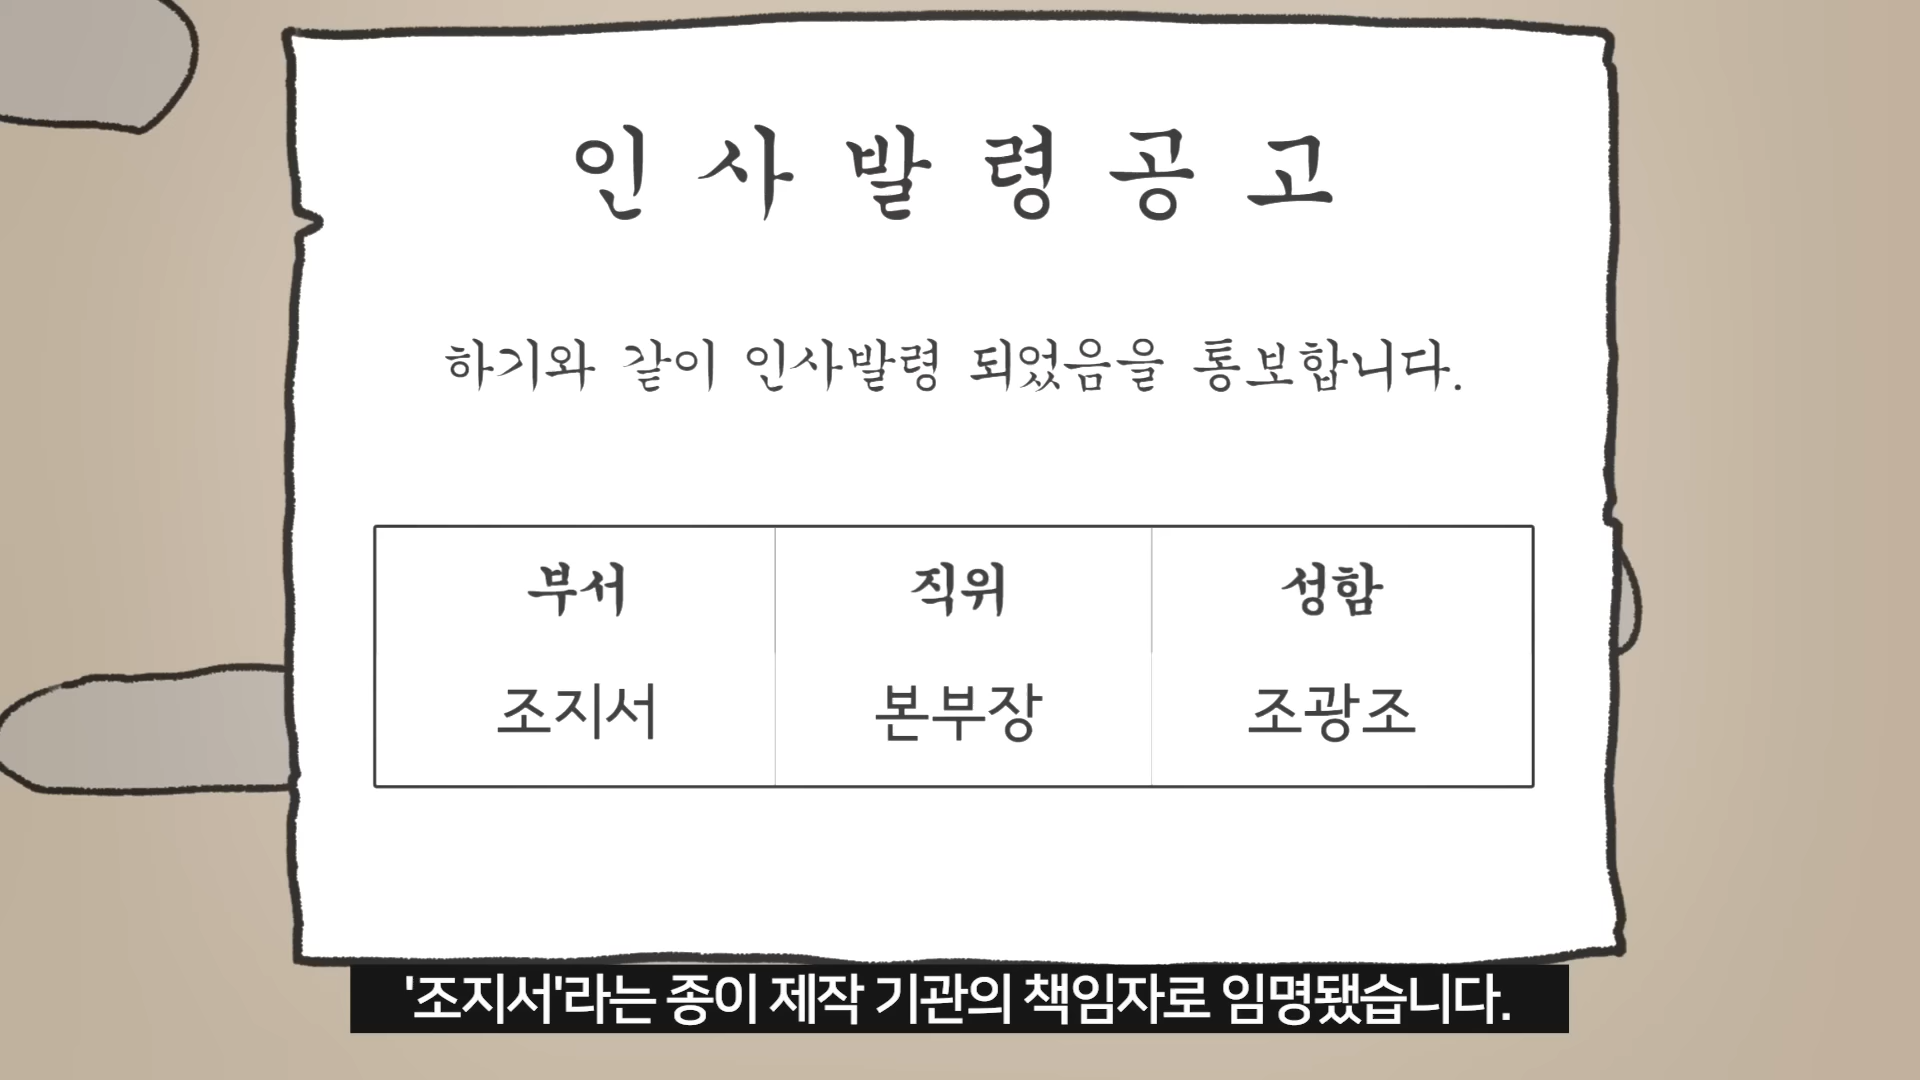 인사발령공고
하기와 같이 인사발령 되었음을 통보합니다.
부서 직위 성함
조지서 본부장 조광조
'조지서'라는 종이 제작 기관의 책임자로 임명됐습니다.